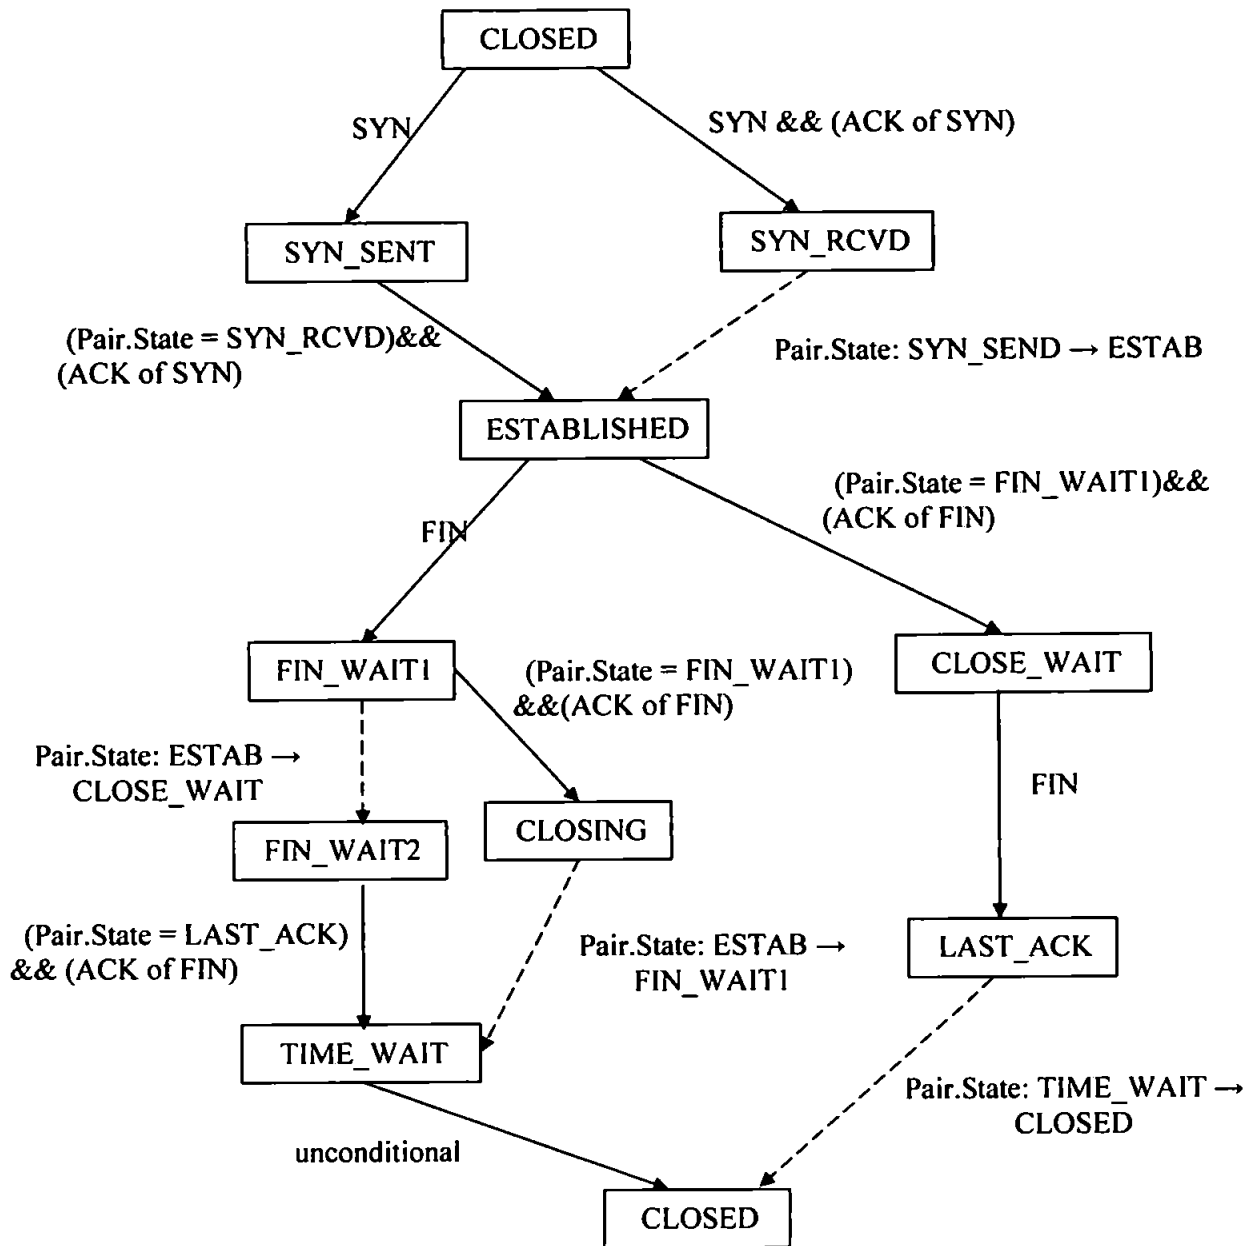 CLOSED
SYN
SYN && (ACK of SYN)
SYN_SENT
SYN_RCVD
(Pair.State = SYN_RCVD)&&
(ACK of SYN)
Pair.State: SYN_SEND → ESTAB
ESTABLISHED
(Pair.State = FIN_WAIT1)&&
(ACK of FIN)
FIN
FIN_WAIT1
(Pair.State = FIN_WAIT1)
&&(ACK of FIN)
CLOSE_WAIT
Pair.State: ESTAB →
CLOSE_WAIT
FIN
CLOSING
FIN_WAIT2
(Pair.State = LAST_ACK)
&& (ACK of FIN)
Pair.State: ESTAB →
FIN_WAIT1
LAST_ACK
TIME_WAIT
Pair.State: TIME_WAIT →
CLOSED
unconditional
CLOSED